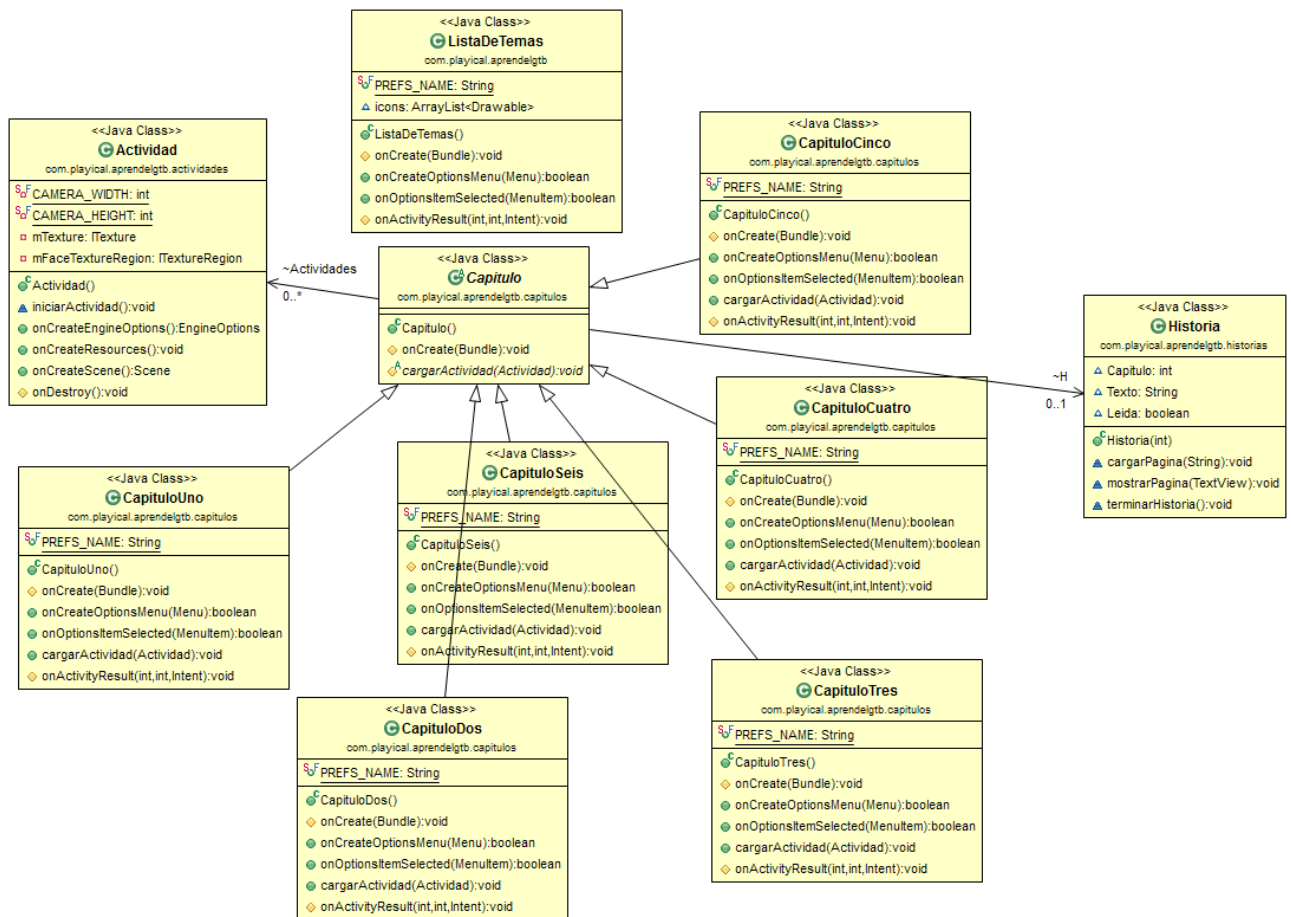 <<Java Class>>
ListaDeTemas
com.playical.aprendelgtb
PREFS_NAME: String
icons: ArrayList<Drawable>
ListaDeTemas()
onCreate(Bundle):void
onCreateOptionsMenu(Menu):boolean
onOptionsItemSelected(MenuItem):boolean
onActivityResult(int,int,Intent):void
<<Java Class>>
Actividad
com.playical.aprendelgtb.actividades
CAMERA_WIDTH: int
CAMERA_HEIGHT: int
mTexture: ITexture
mFaceTextureRegion: ITextureRegion
Actividad()
iniciarActividad():void
onCreateEngineOptions():EngineOptions
onCreateResources():void
onCreateScene():Scene
onDestroy():void
~Actividades
0..*
<<Java Class>>
Capitulo
com.playical.aprendelgtb.capitulos
Capitulo()
onCreate(Bundle):void
cargarActividad(Actividad):void
<<Java Class>>
CapituloCinco
com.playical.aprendelgtb.capitulos
PREFS_NAME: String
CapituloCinco()
onCreate(Bundle):void
onCreateOptionsMenu(Menu):boolean
onOptionsItemSelected(MenuItem):boolean
cargarActividad(Actividad):void
onActivityResult(int,int,Intent):void
~H
0..1
<<Java Class>>
Historia
com.playical.aprendelgtb.historias
Capitulo: int
Texto: String
Leida: boolean
Historia(int)
cargarPagina(String):void
mostrarPagina(TextView):void
terminarHistoria():void
<<Java Class>>
CapituloCuatro
com.playical.aprendelgtb.capitulos
PREFS_NAME: String
CapituloCuatro()
onCreate(Bundle):void
onCreateOptionsMenu(Menu):boolean
onOptionsItemSelected(MenuItem):boolean
cargarActividad(Actividad):void
onActivityResult(int,int,Intent):void
<<Java Class>>
CapituloUno
com.playical.aprendelgtb.capitulos
PREFS_NAME: String
CapituloUno()
onCreate(Bundle):void
onCreateOptionsMenu(Menu):boolean
onOptionsItemSelected(MenuItem):boolean
cargarActividad(Actividad):void
onActivityResult(int,int,Intent):void
<<Java Class>>
CapituloSeis
com.playical.aprendelgtb.capitulos
PREFS_NAME: String
CapituloSeis()
onCreate(Bundle):void
onCreateOptionsMenu(Menu):boolean
onOptionsItemSelected(MenuItem):boolean
cargarActividad(Actividad):void
onActivityResult(int,int,Intent):void
<<Java Class>>
CapituloDos
com.playical.aprendelgtb.capitulos
PREFS_NAME: String
CapituloDos()
onCreate(Bundle):void
onCreateOptionsMenu(Menu):boolean
onOptionsItemSelected(MenuItem):boolean
cargarActividad(Actividad):void
onActivityResult(int,int,Intent):void
<<Java Class>>
CapituloTres
com.playical.aprendelgtb.capitulos
PREFS_NAME: String
CapituloTres()
onCreate(Bundle):void
onCreateOptionsMenu(Menu):boolean
onOptionsItemSelected(MenuItem):boolean
cargarActividad(Actividad):void
onActivityResult(int,int,Intent):void